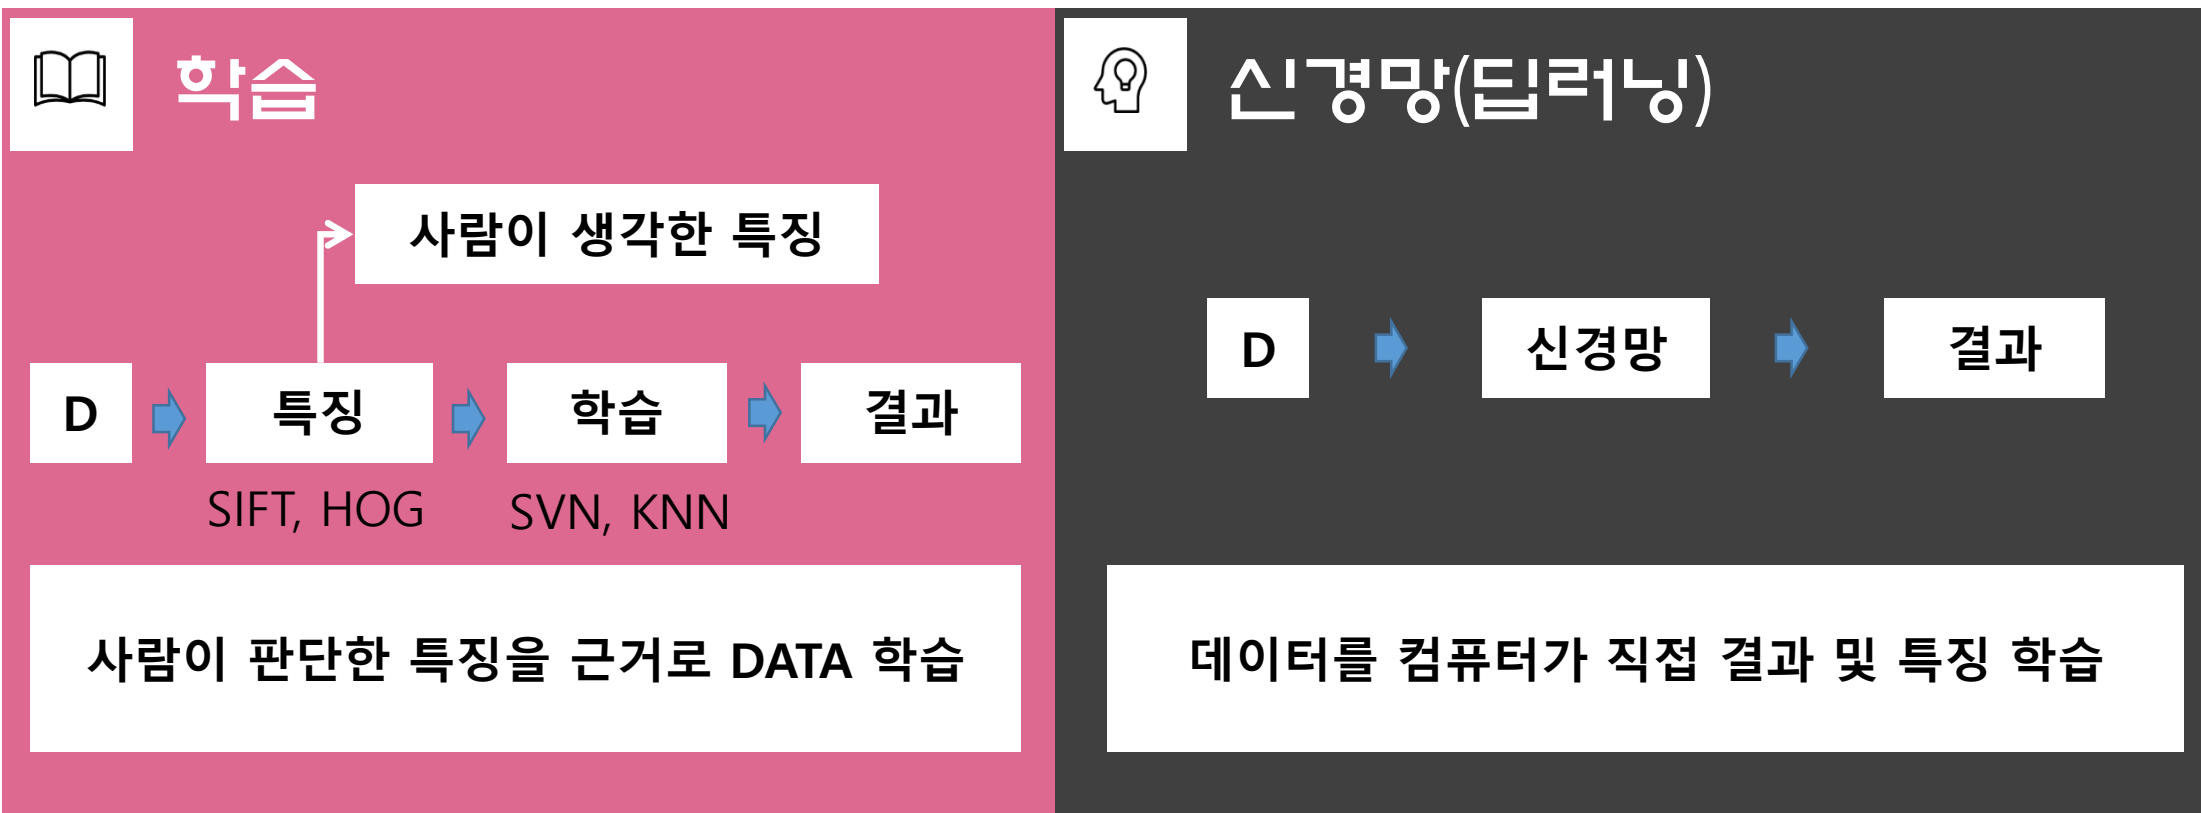 학습
사람이 생각한 특징
D
특징
학습
결과
SIFT, HOG
SVN, KNN
사람이 판단한 특징을 근거로 DATA 학습
신경망(딥러닝)
D
신경망
결과
데이터를 컴퓨터가 직접 결과 및 특징 학습